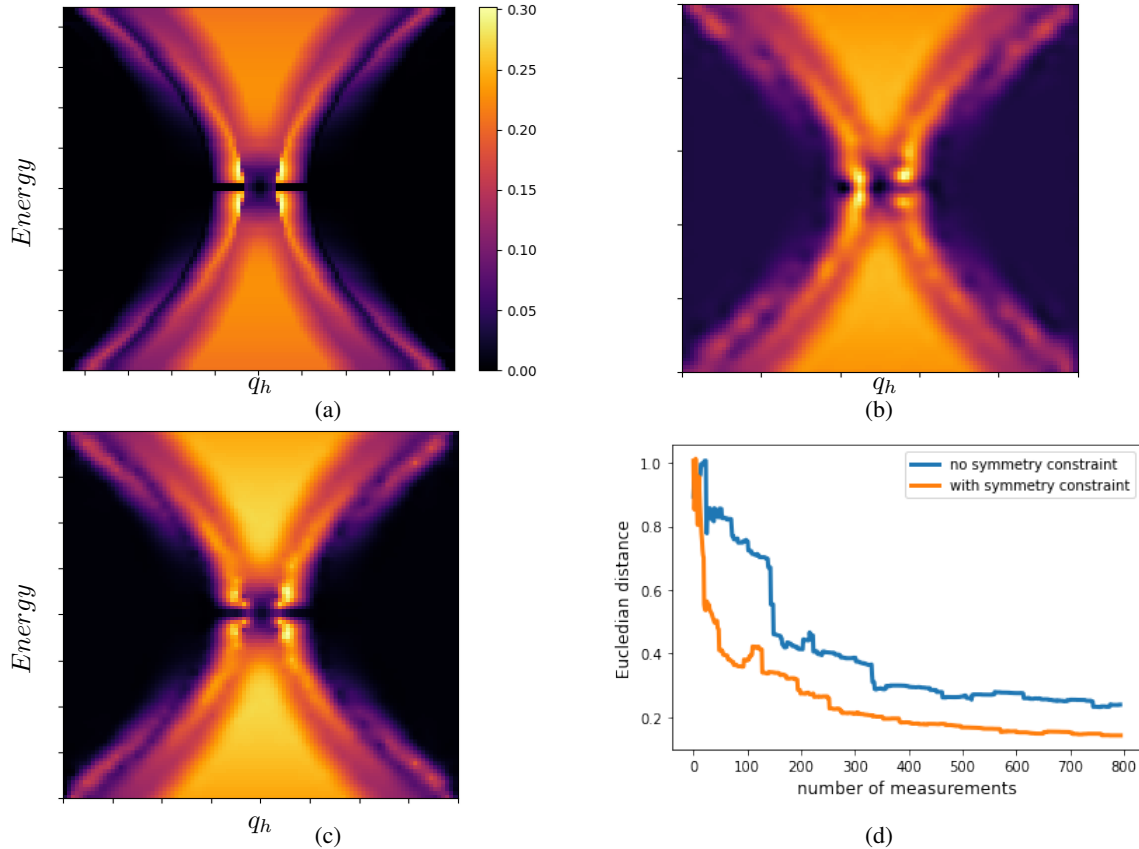 Energy
0.30
0.25
0.20
0.15
0.10
0.05
0.00
q_h
(a)
q_h
(b)
Energy
q_h
(c)
no symmetry constraint
with symmetry constraint
Eucledian distance
1.0
0.8
0.6
0.4
0.2
0 100 200 300 400 500 600 700 800
number of measurements
(d)